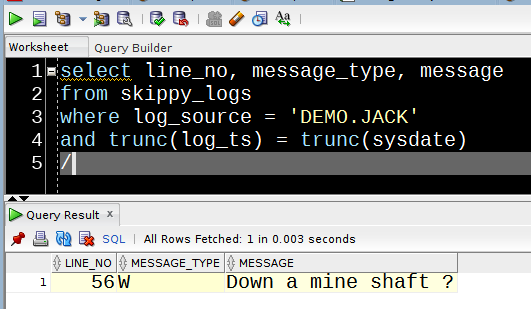 Worksheet Query Builder
1 select line_no, message_type, message
2 from skippy_logs
3 where log_source = 'DEMO.JACK'
4 and trunc(log_ts) = trunc(sysdate)
5 /
Query Result x
SQL | All Rows Fetched: 1 in 0.003 seconds
LINE_NO MESSAGE_TYPE MESSAGE
1 56 W Down a mine shaft ?